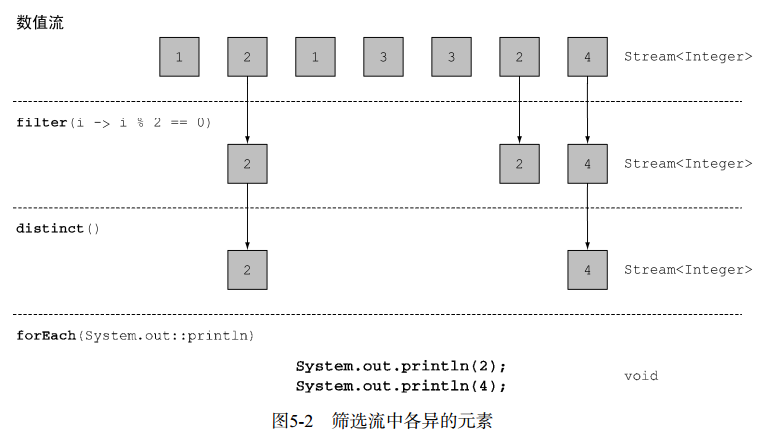 数值流
1 2 1 3 3 2 4 Stream<Integer>
filter(i -> i % 2 == 0)
2 2 4 Stream<Integer>
distinct()
2 4 Stream<Integer>
forEach(System.out::println)
System.out.println(2);
System.out.println(4);
void
图5-2 筛选流中各异的元素